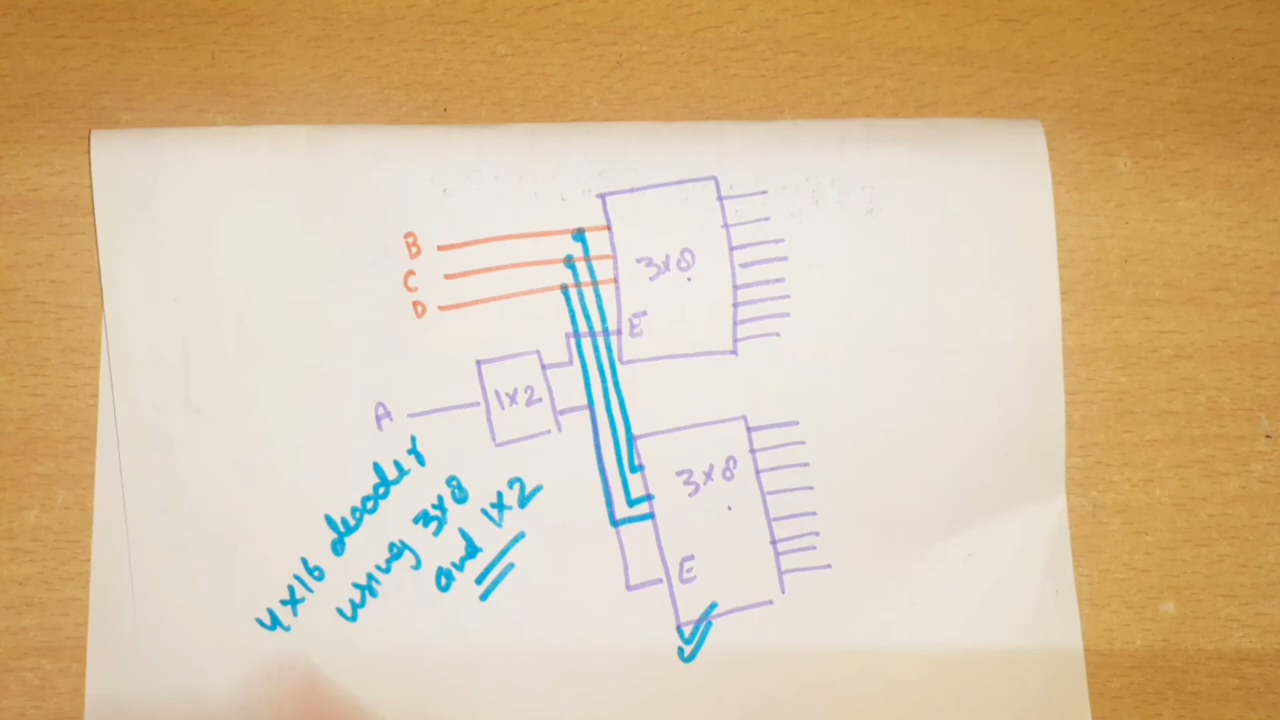 B
C
D
3x8
E
A
1x2
3x8
E
4x16 decoder
using 3x8
and 1x2